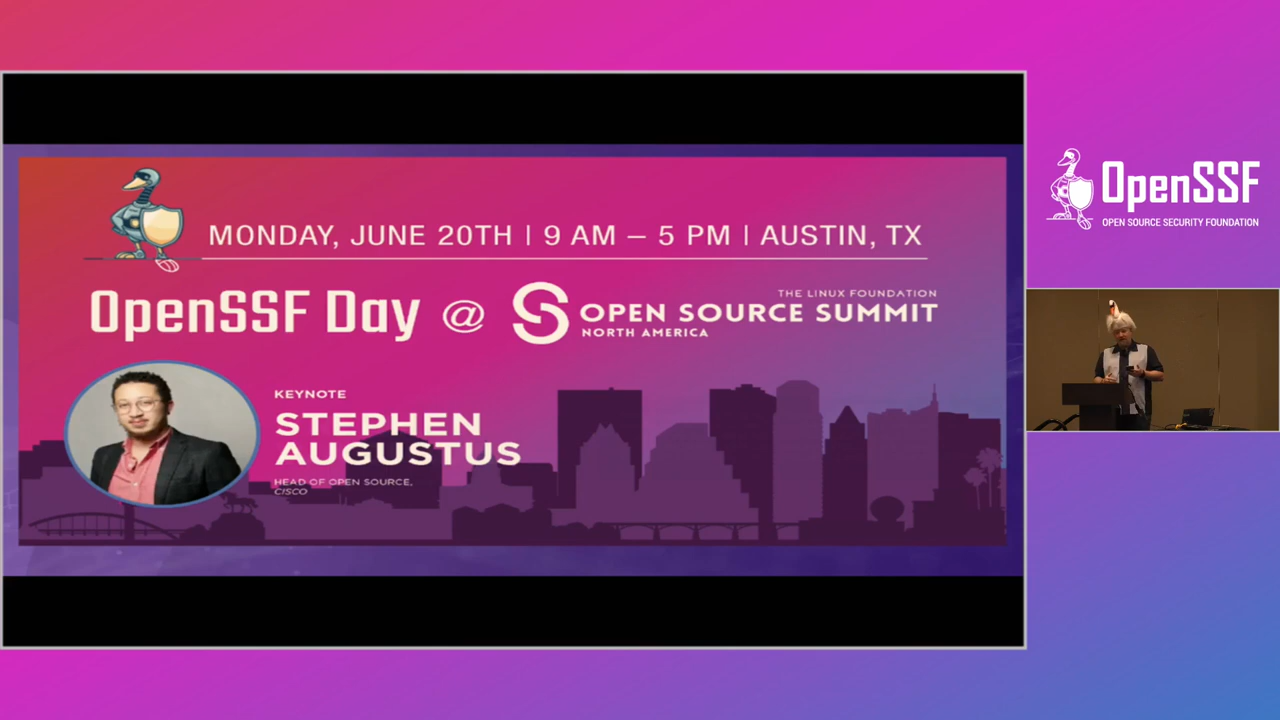 MONDAY, JUNE 20TH | 9 AM – 5 PM | AUSTIN, TX
OpenSSF Day @ THE LINUX FOUNDATION
OPEN SOURCE SUMMIT
NORTH AMERICA
KEYNOTE
STEPHEN
AUGUSTUS
HEAD OF OPEN SOURCE,
CISCO
OpenSSF
OPEN SOURCE SECURITY FOUNDATION